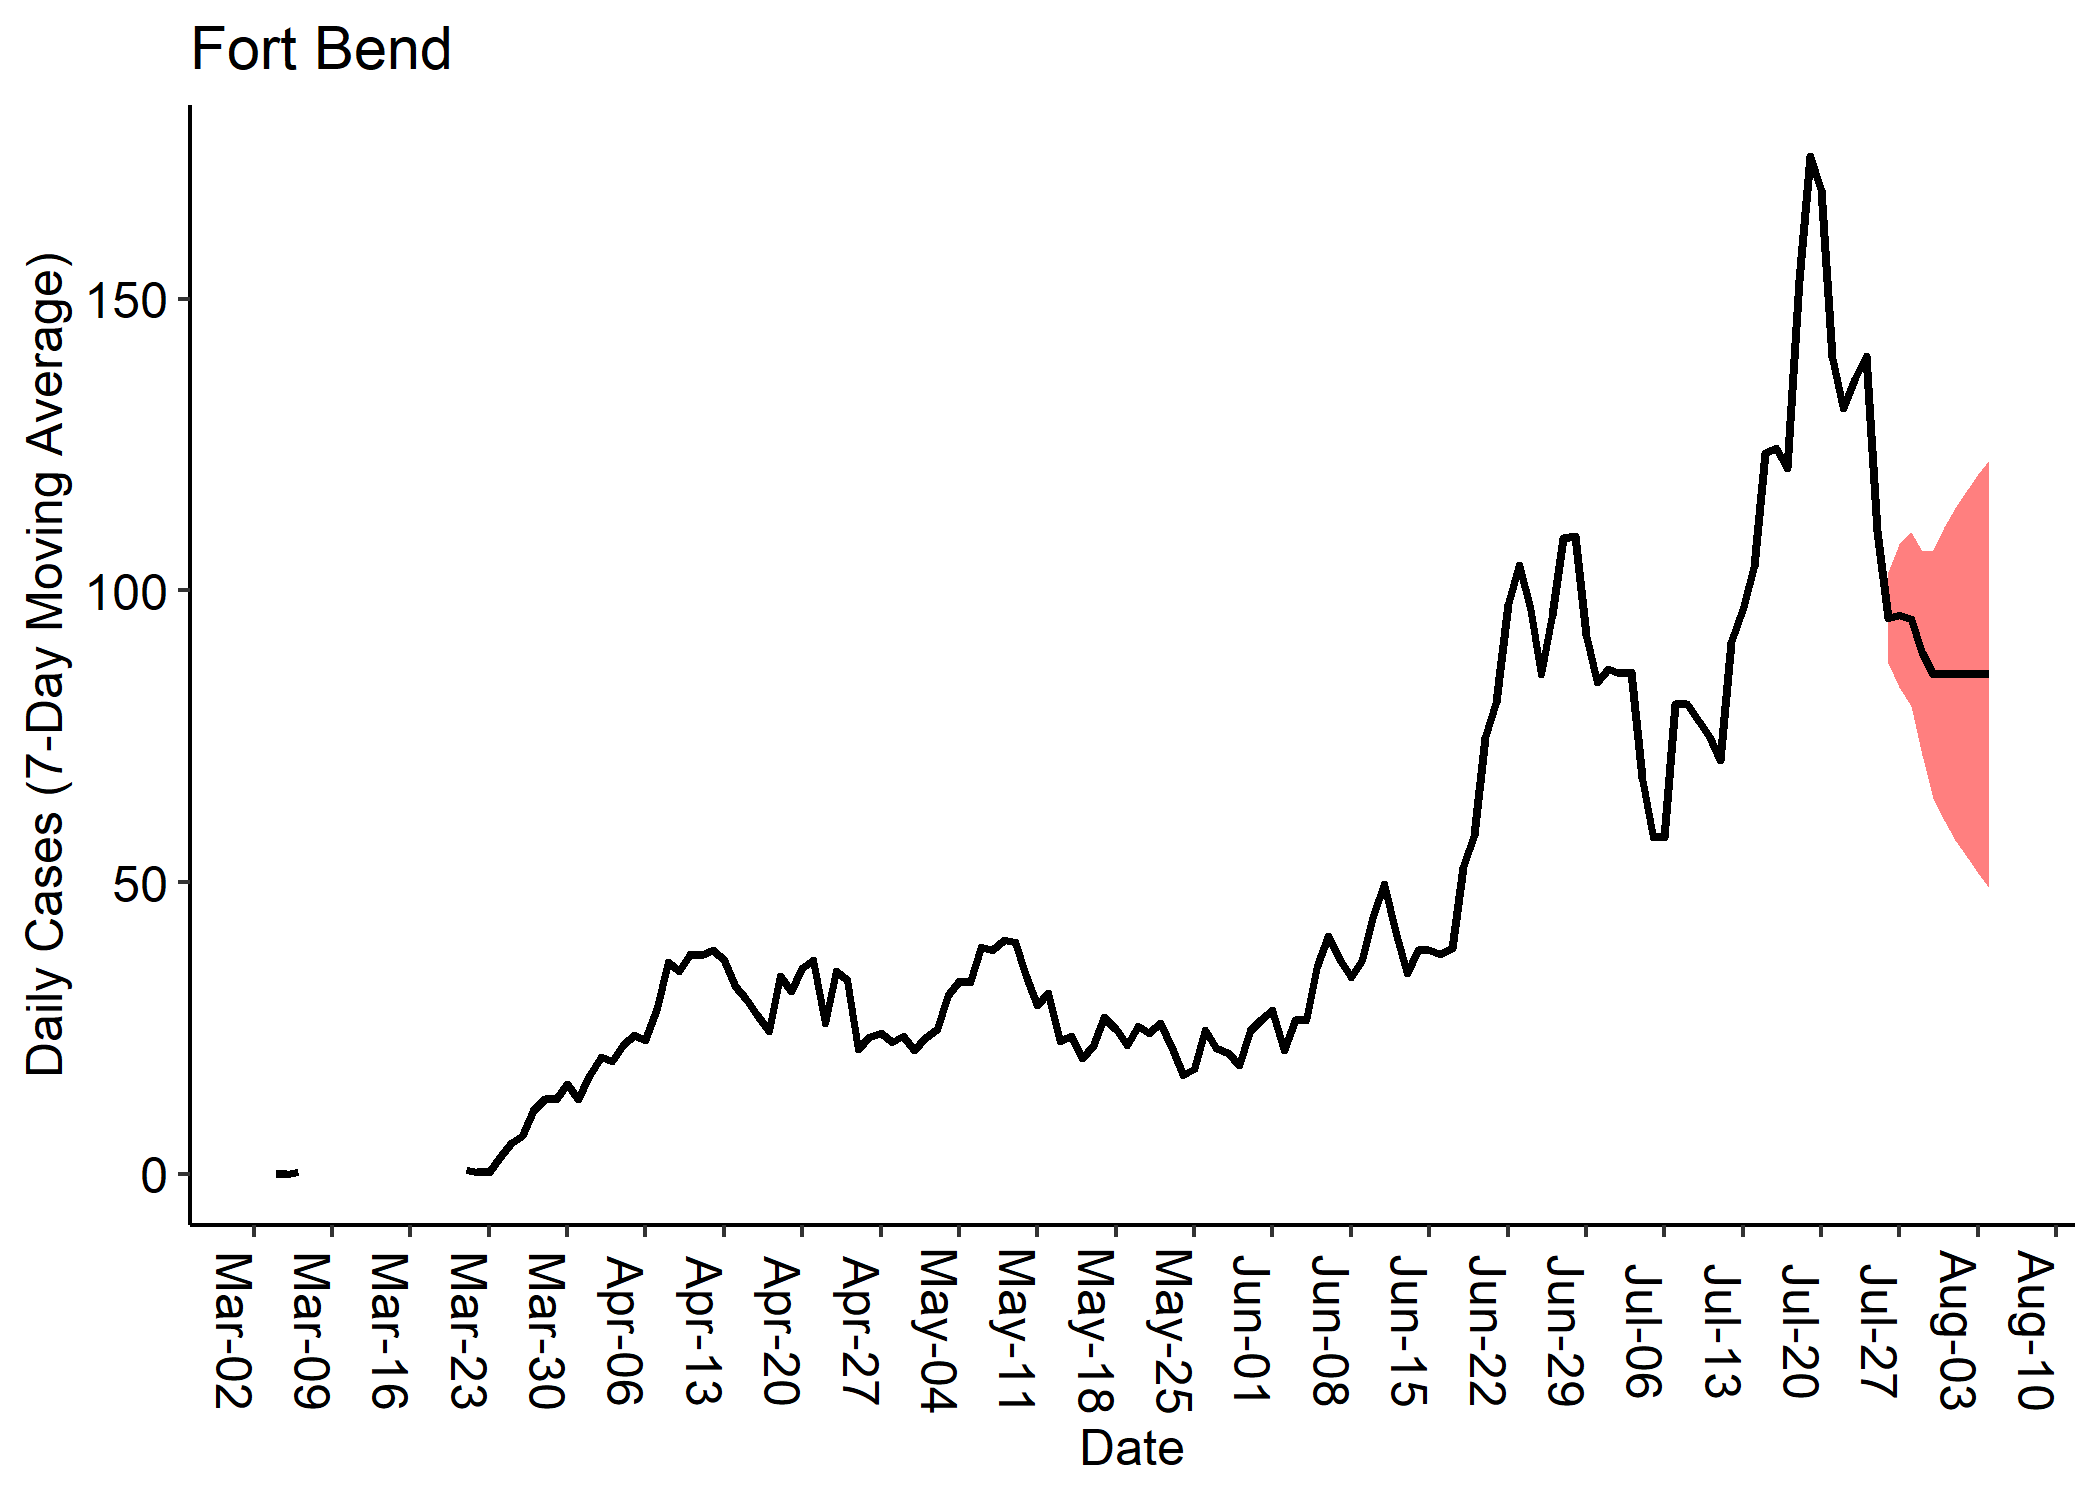 Fort Bend
Daily Cases (7-Day Moving Average)
150
100
50
0
Mar-02
Mar-09
Mar-16
Mar-23
Mar-30
Apr-06
Apr-13
Apr-20
Apr-27
May-04
May-11
May-18
May-25
Jun-01
Jun-08
Jun-15
Jun-22
Jun-29
Jul-06
Jul-13
Jul-20
Jul-27
Aug-03
Aug-10
Date